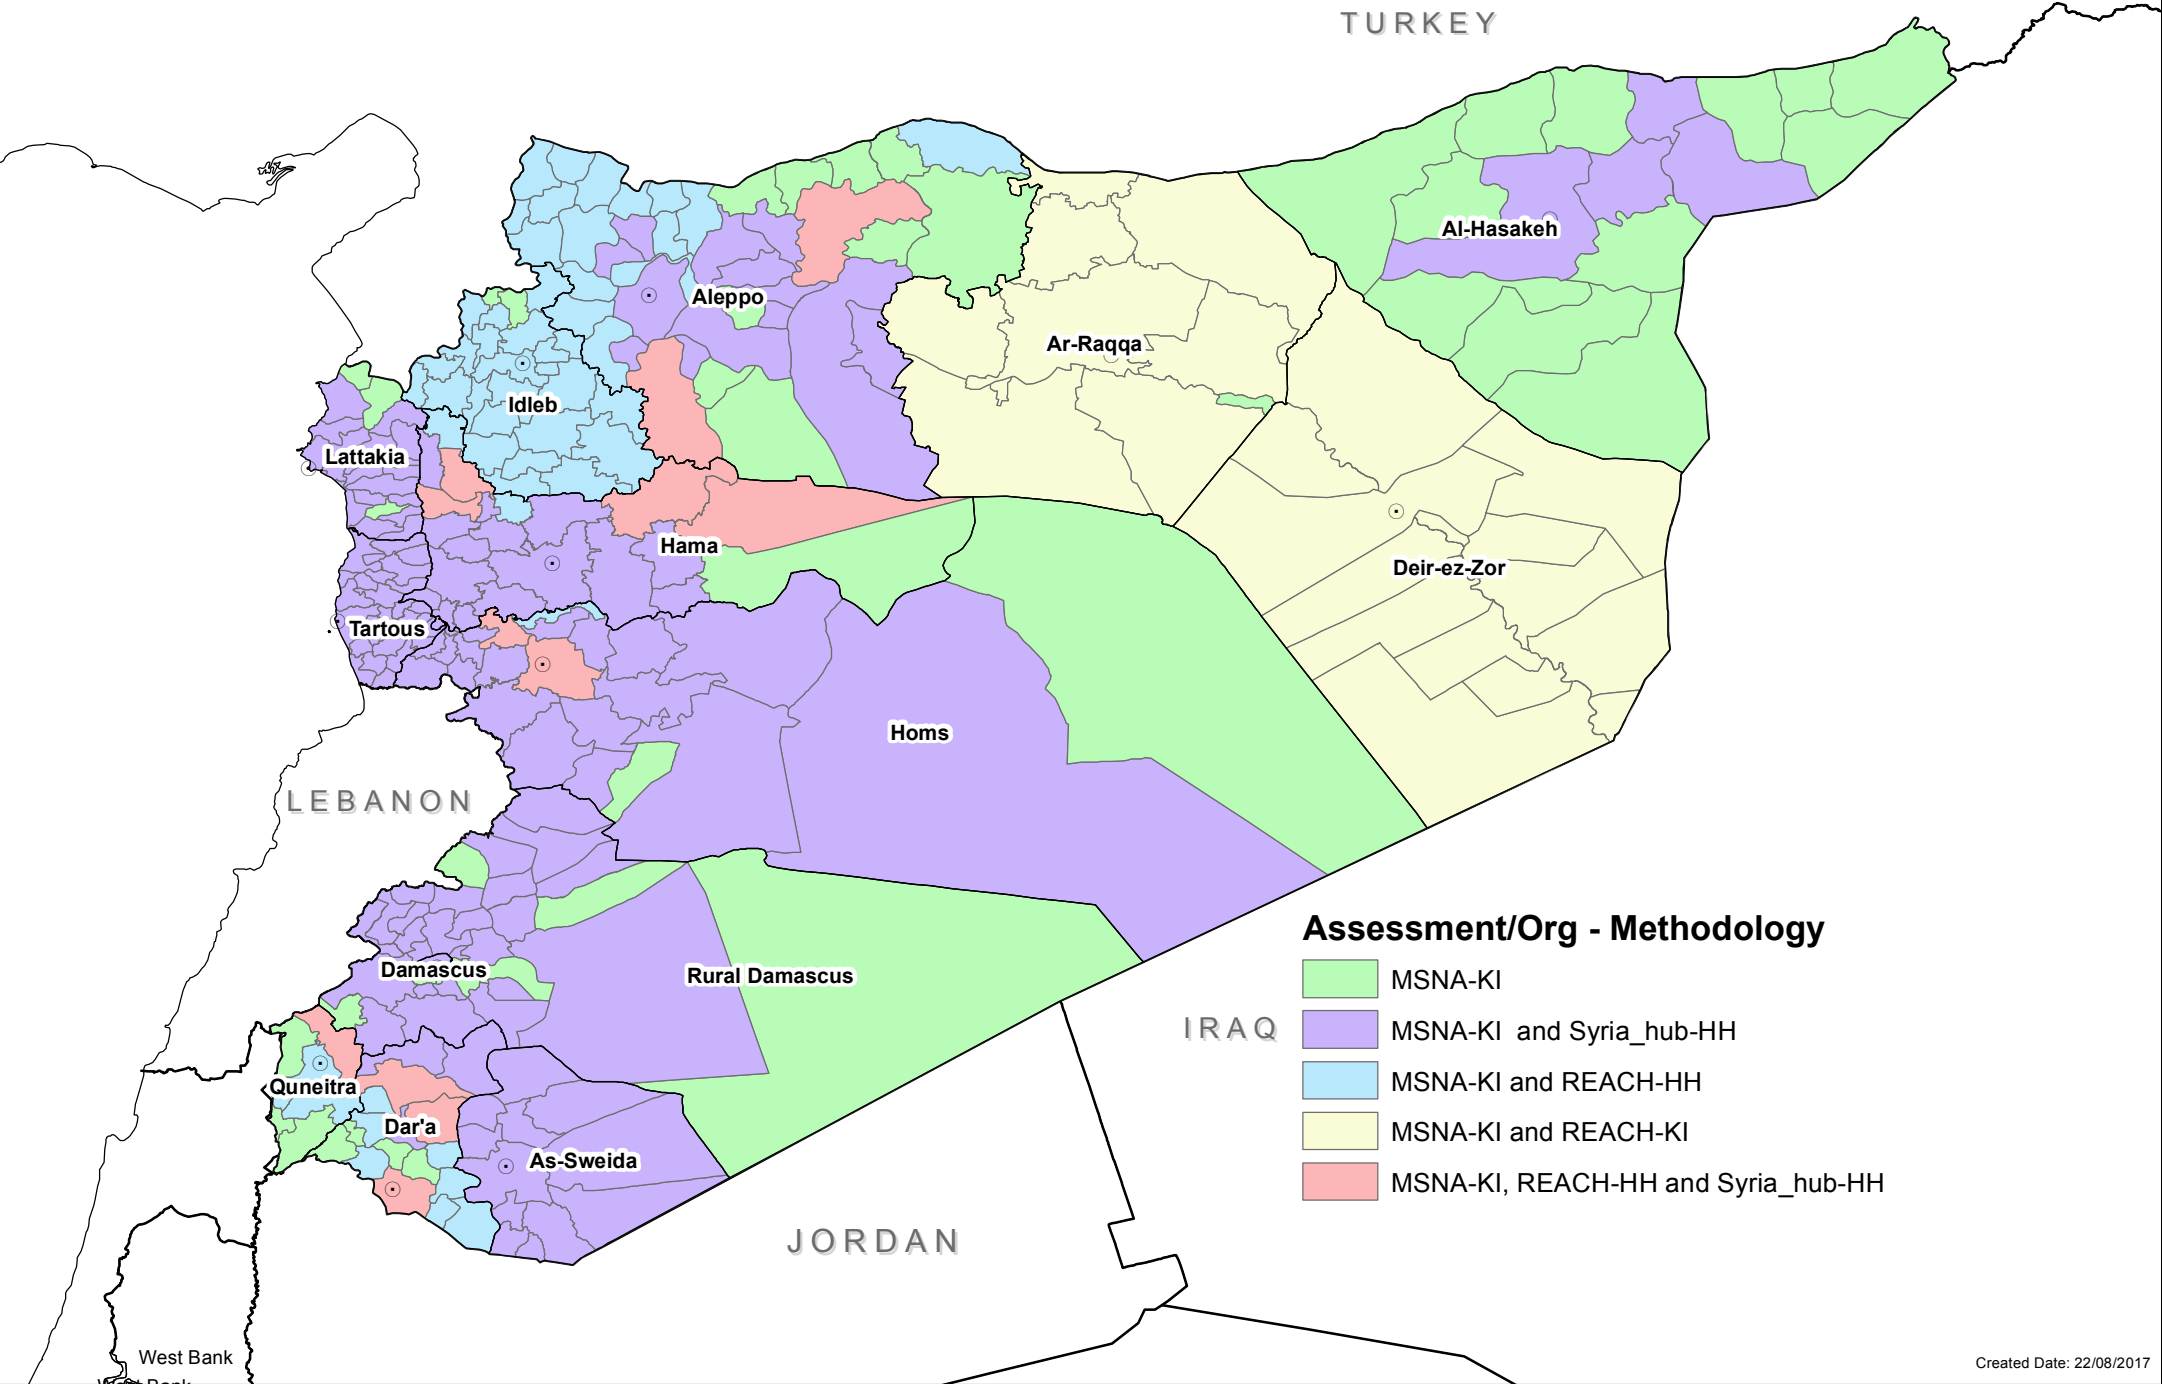 TURKEY
Al-Hasakeh
Aleppo
Ar-Raqqa
Idleb
Lattakia
Hama
Deir-ez-Zor
Tartous
Homs
LEBANON
Damascus
Rural Damascus
Quneitra
Dar'a
As-Sweida
IRAQ
JORDAN
Assessment/Org - Methodology
MSNA-KI
MSNA-KI and Syria_hub-HH
MSNA-KI and REACH-HH
MSNA-KI and REACH-KI
MSNA-KI, REACH-HH and Syria_hub-HH
West Bank
West Bank
Created Date: 22/08/2017